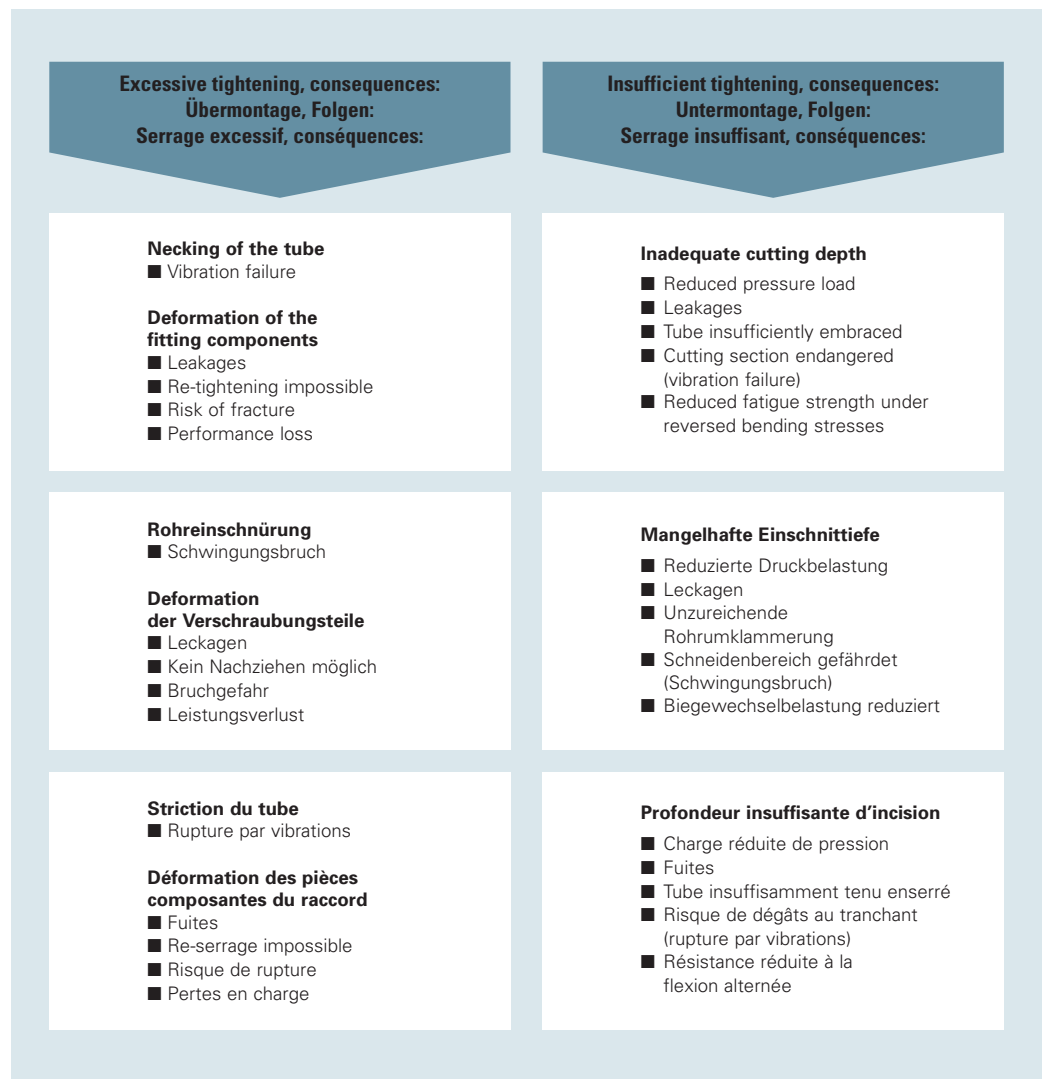 Excessive tightening, consequences:
Übermontage, Folgen:
Serrage excessif, conséquences:
Insufficient tightening, consequences:
Untermontage, Folgen:
Serrage insuffisant, conséquences:
Necking of the tube
■ Vibration failure
Deformation of the
fitting components
■ Leakages
■ Re-tightening impossible
■ Risk of fracture
■ Performance loss
Inadequate cutting depth
■ Reduced pressure load
■ Leakages
■ Tube insufficiently embraced
■ Cutting section endangered
(vibration failure)
■ Reduced fatigue strength under
reversed bending stresses
Rohreinschnürung
■ Schwingungsbruch
Deformation
der Verschraubungsteile
■ Leckagen
■ Kein Nachziehen möglich
■ Bruchgefahr
■ Leistungsverlust
Mangelhafte Einschnittiefe
■ Reduzierte Druckbelastung
■ Leckagen
■ Unzureichende
Rohrumklammerung
■ Schneidenbereich gefährdet
(Schwingungsbruch)
■ Biegewechselbelastung reduziert
Striction du tube
■ Rupture par vibrations
Déformation des pièces
composantes du raccord
■ Fuites
■ Re-serrage impossible
■ Risque de rupture
■ Pertes en charge
Profondeur insuffisante d’incision
■ Charge réduite de pression
■ Fuites
■ Tube insuffisamment tenu enserré
■ Risque de dégâts au tranchant
(rupture par vibrations)
■ Résistance réduite à la
flexion alternée